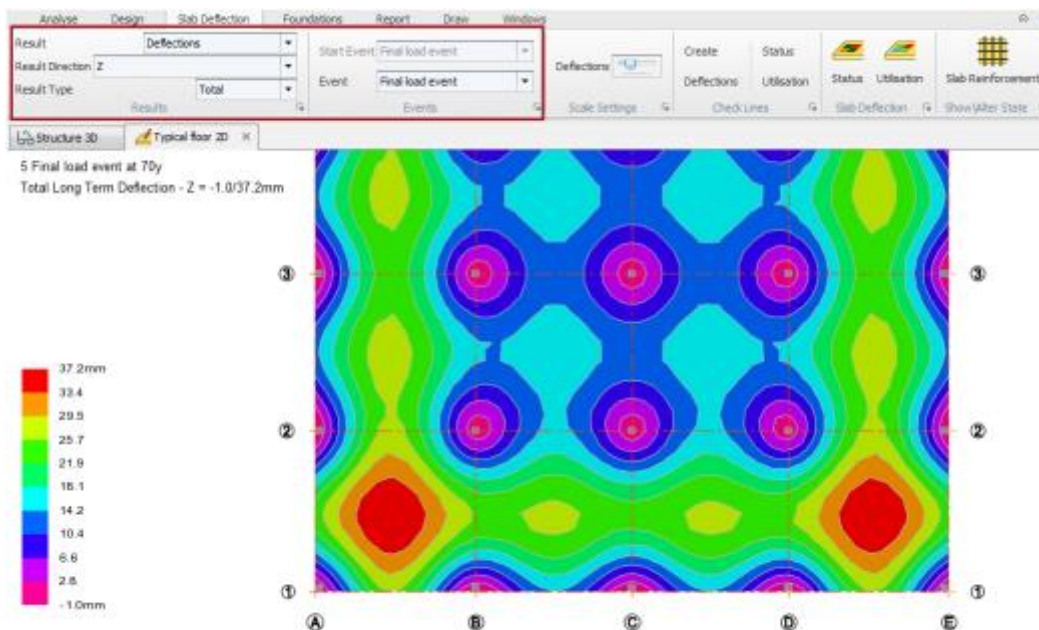 Analyse Design Slab Deflection Foundations Report Draw Windows
Result Deflections
Result Direction Z
Result Type Total
Results
Start Event Final load event
Event Final load event
Events
Deflections
Scale Settings
Create Status
Deflections Utilisation
Check Lines
Status Utilisation
Slab Deflection
Slab Reinforcement
Show/Alter State
Structure 3D Typical floor 2D
5 Final load event at 70y
Total Long Term Deflection - Z = -1.0/37.2mm
3 3
37.2mm
33.4
29.5
25.7
21.9
18.1
14.2
10.4
6.6
2.8
-1.0mm
2 2
1 1
A B C D E